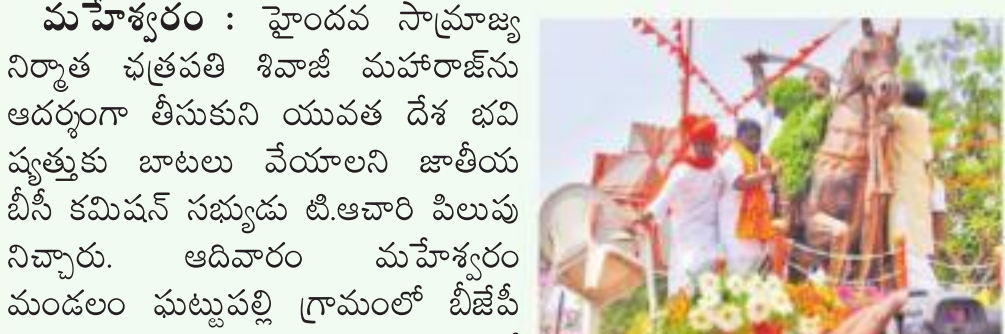 మహేశ్వరం : హైందవ సామ్రాజ్య
నిర్మాత ఛత్రపతి శివాజీ మహారాజ్‌ను
ఆదర్శంగా తీసుకుని యువత దేశ భవి
ష్యత్తుకు బాటలు వేయాలని జాతీయ
బీసీ కమిషన్ సభ్యుడు టి.ఆచారి పిలుపు
నిచ్చారు. ఆదివారం మహేశ్వరం
మండలం ఘట్టుపల్లి గ్రామంలో బీజేపీ